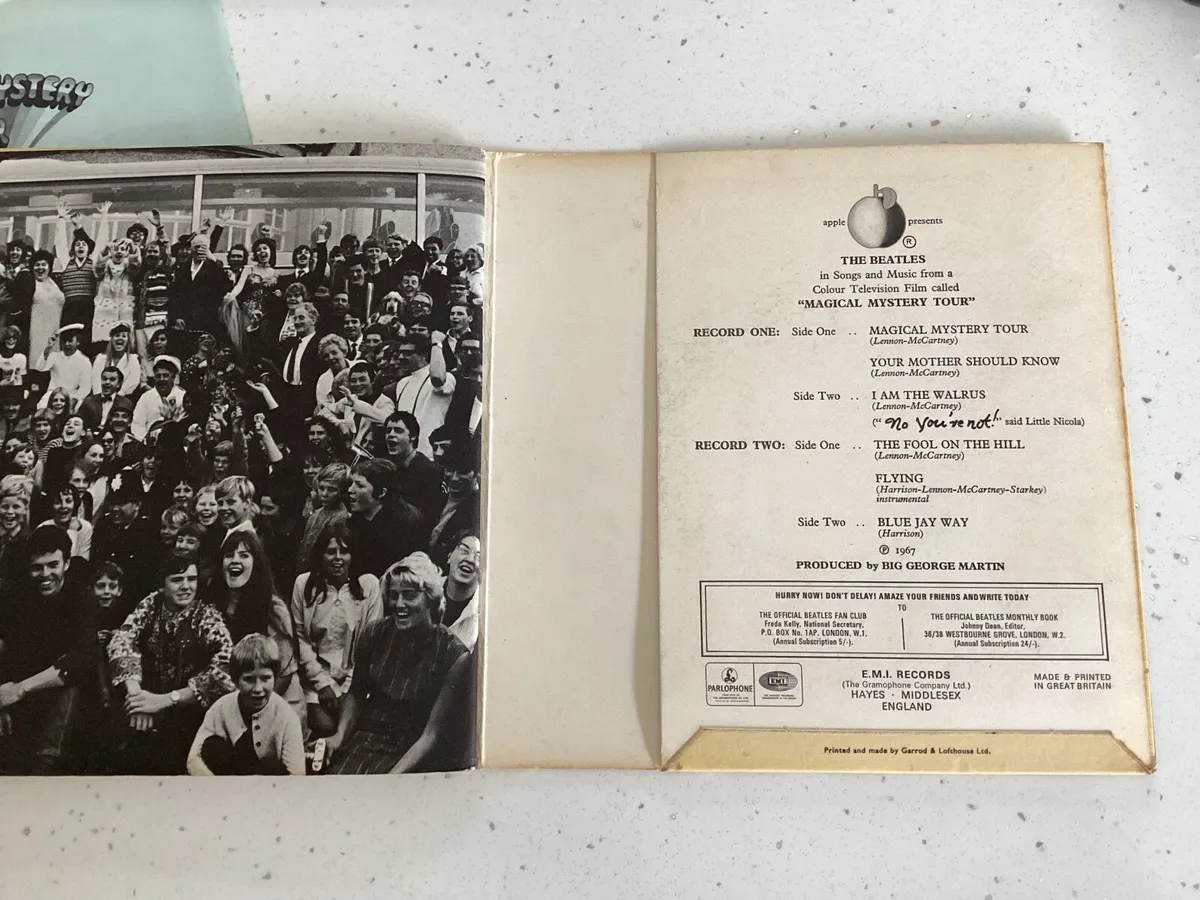 YSTERY
apple presents
®
THE BEATLES
in Songs and Music from a
Colour Television Film called
"MAGICAL MYSTERY TOUR"
RECORD ONE: Side One .. MAGICAL MYSTERY TOUR
(Lennon-McCartney)
YOUR MOTHER SHOULD KNOW
(Lennon-McCartney)
Side Two .. I AM THE WALRUS
(Lennon-McCartney)
("No You're not!" said Little Nicola)
RECORD TWO: Side One .. THE FOOL ON THE HILL
(Lennon-McCartney)
FLYING
(Harrison-Lennon-McCartney-Starkey)
instrumental
Side Two .. BLUE JAY WAY
(Harrison)
℗ 1967
PRODUCED by BIG GEORGE MARTIN
HURRY NOW! DON'T DELAY! AMAZE YOUR FRIENDS AND WRITE TODAY
TO
THE OFFICIAL BEATLES FAN CLUB
Freda Kelly, National Secretary,
P.O. BOX No. 1AP, LONDON, W.1.
(Annual Subscription 5/-).
THE OFFICIAL BEATLES MONTHLY BOOK
Johnny Dean, Editor,
36/38 WESTBOURNE GROVE, LONDON, W.2.
(Annual Subscription 24/-).
PARLOPHONE
EMI
E.M.I. RECORDS
(The Gramophone Company Ltd.)
HAYES · MIDDLESEX
ENGLAND
MADE & PRINTED
IN GREAT BRITAIN
Printed and made by Garrod & Lofthouse Ltd.